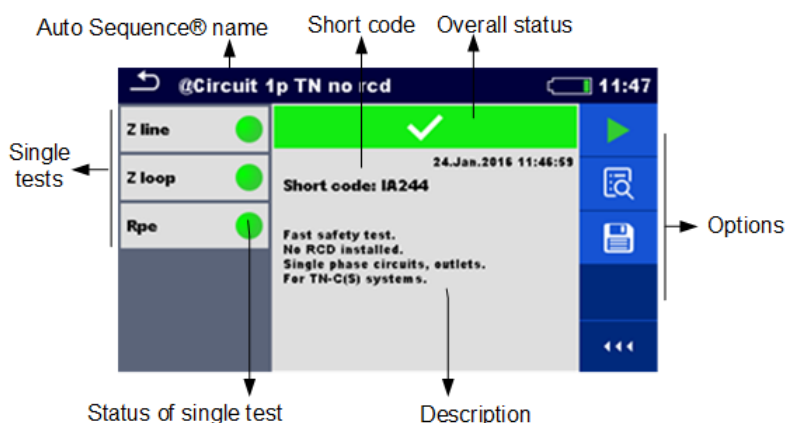 Auto Sequence® name
Short code
Overall status
@Circuit 1p TN no rcd
11:47
Z line
24.Jan.2016 11:46:59
Single
tests
Z loop
Short code: IA244
Options
Rpe
Fast safety test.
No RCD installed.
Single phase circuits, outlets.
For TN-C(S) systems.
Status of single test
Description